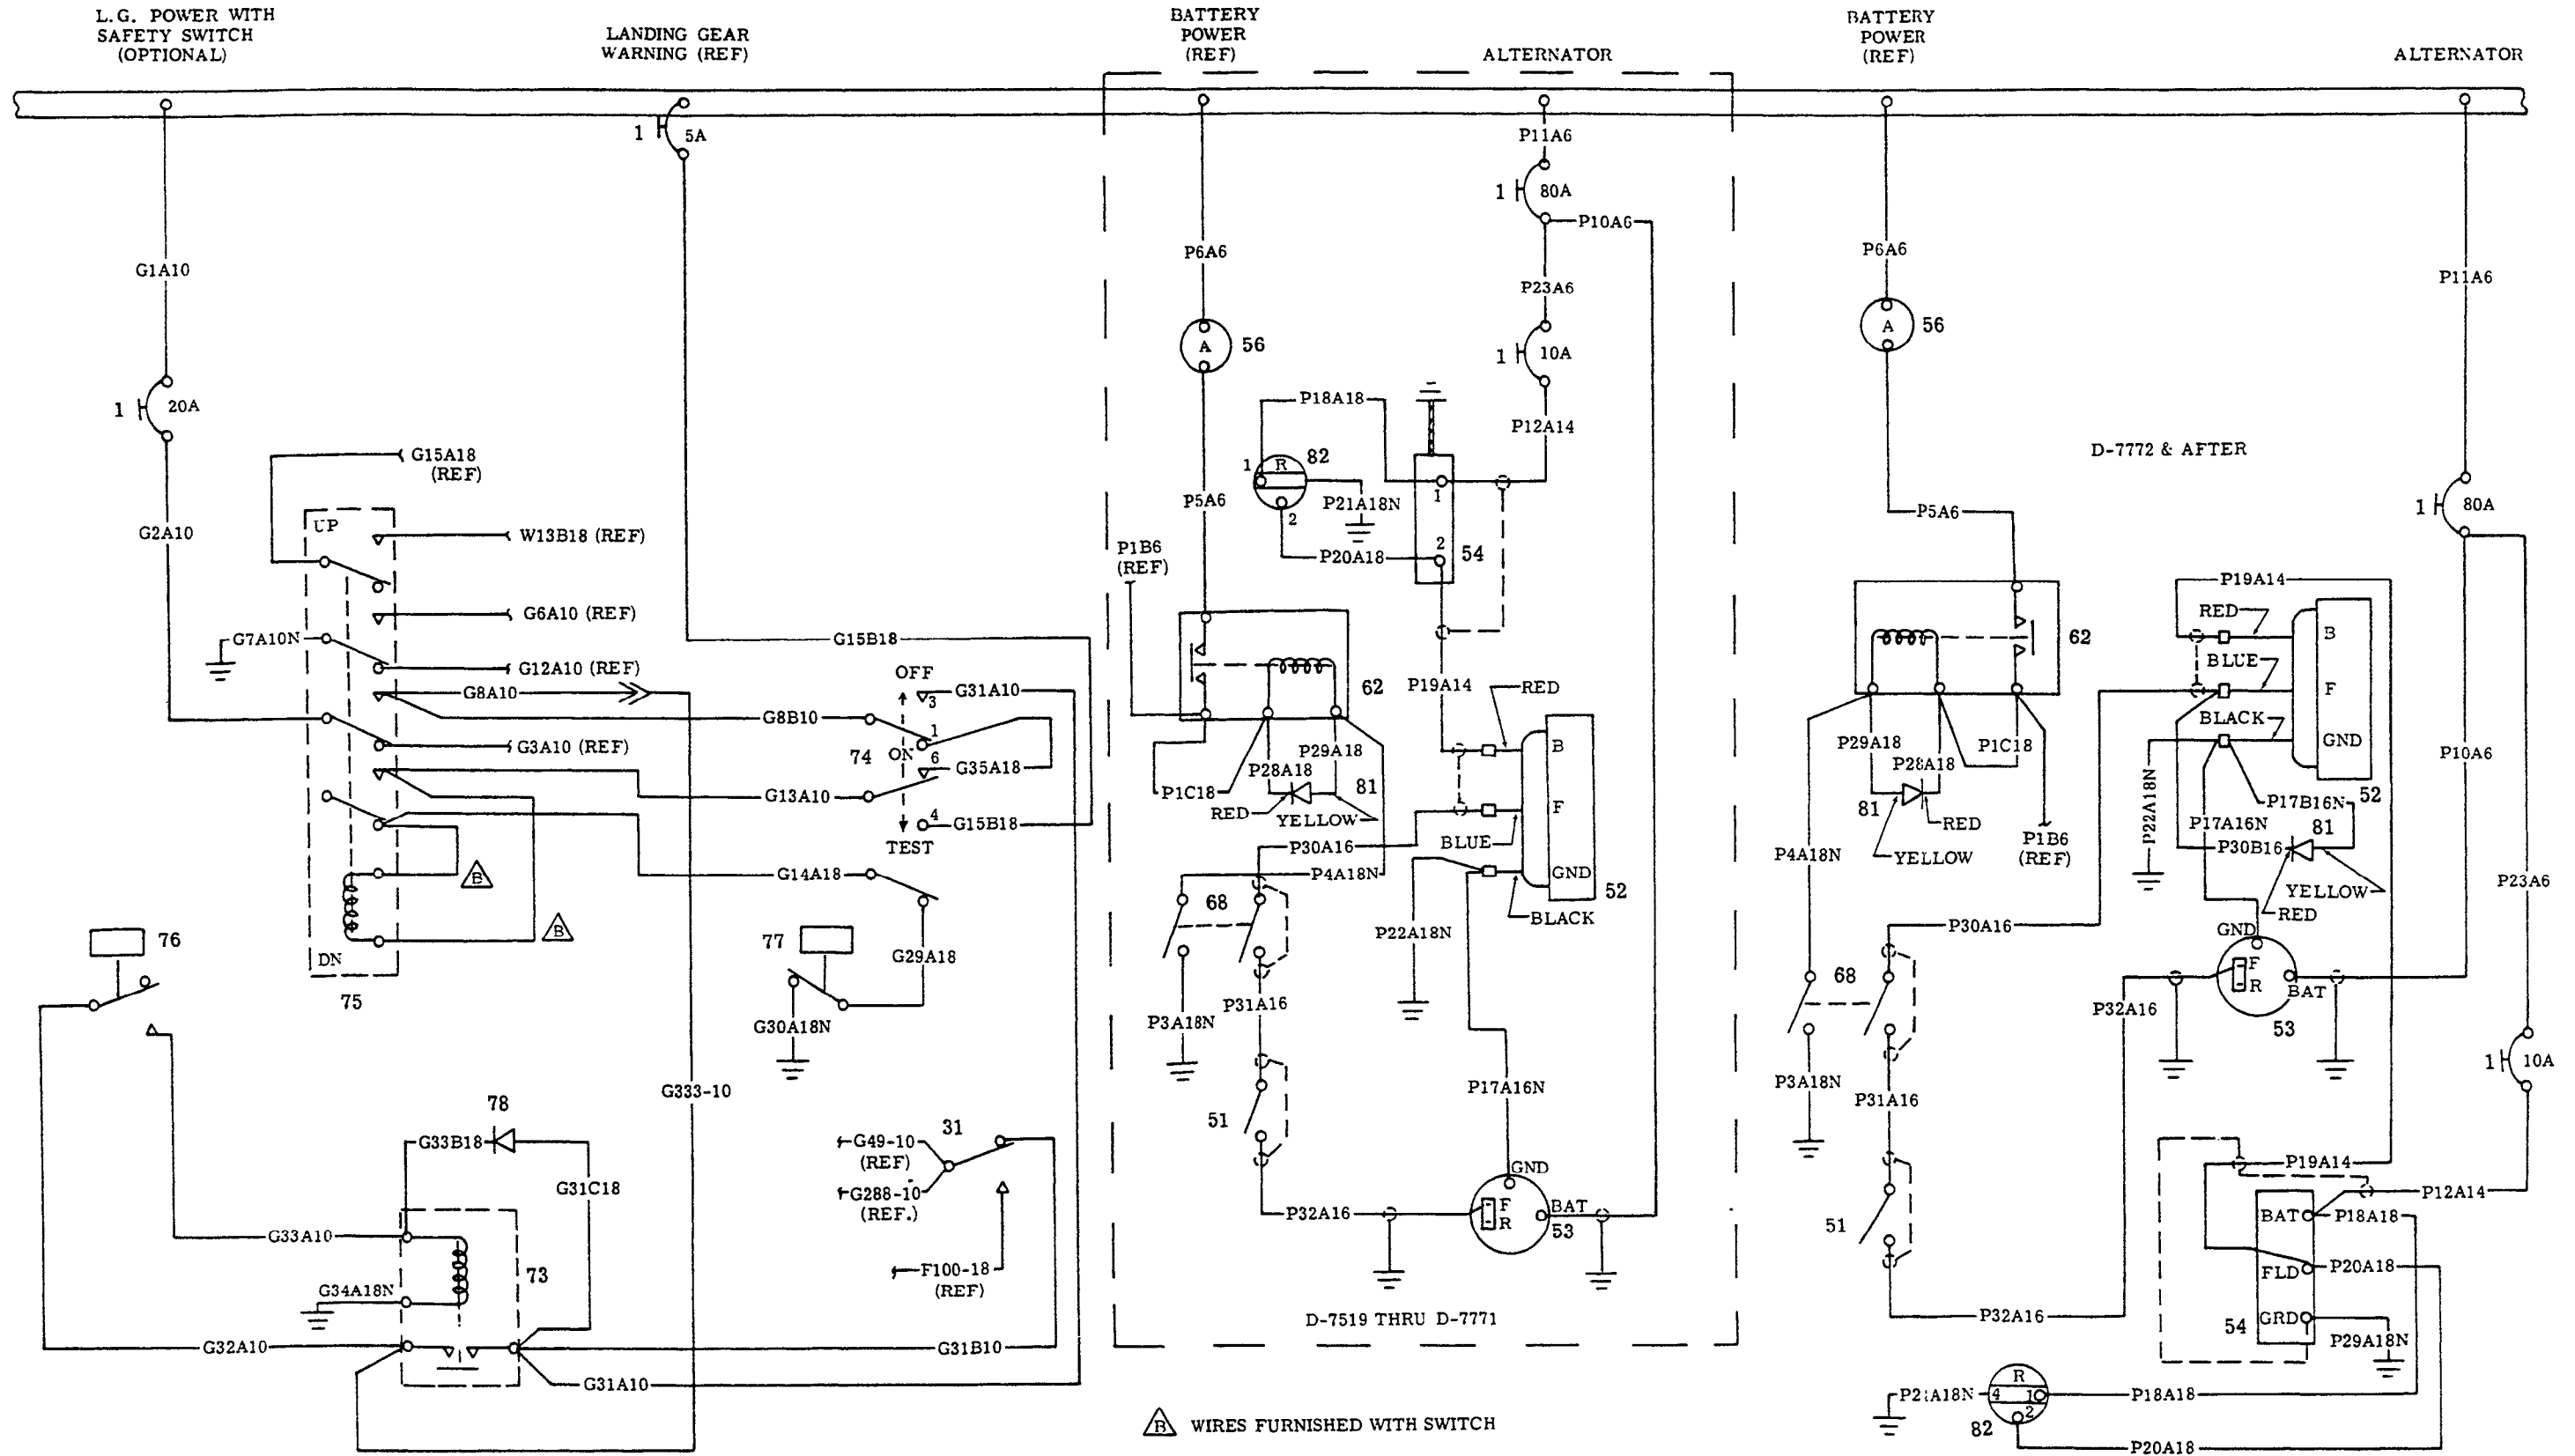 L.G. POWER WITH
SAFETY SWITCH
(OPTIONAL)
LANDING GEAR
WARNING (REF)
BATTERY
POWER
(REF)
ALTERNATOR
BATTERY
POWER
(REF)
ALTERNATOR
G1A10
1
20A
G2A10
G15A18
(REF)
UP
W13B18 (REF)
G6A10 (REF)
G7A10N
G12A10 (REF)
G8A10
G8B10
G3A10 (REF)
G13A10
B
B
G14A18
DN
75
76
G33A10
G34A18N
G32A10
78
G33B18
G31C18
73
G333-10
G31B10
G31A10
1
5A
G15B18
OFF
3
G31A10
1
74
ON
6
G35A18
4
G15B18
TEST
77
G29A18
G30A18N
31
G49-10
(REF)
G288-10
(REF.)
F100-18
(REF)
P6A6
A
56
P5A6
P1B6
(REF)
62
P1C18
P28A18
P29A18
81
RED
YELLOW
P11A6
1
80A
P10A6
P23A6
1
10A
P12A14
P18A18
1
R
82
2
P21A18N
P20A18
1
2
54
P19A14
RED
B
F
GND
52
BLUE
BLACK
P30A16
P4A18N
68
P22A18N
P3A18N
P31A16
51
P17A16N
P32A16
GND
F
R
BAT
53
D-7519 THRU D-7771
B WIRES FURNISHED WITH SWITCH
P6A6
A
56
P5A6
D-7772 & AFTER
62
P29A18
P28A18
P1C18
81
RED
YELLOW
P1B6
(REF)
P4A18N
68
P3A18N
P30A16
P31A16
51
P32A16
P32A16
P19A14
RED
B
BLUE
F
BLACK
GND
52
P22A18N
P17B16N
P17A16N
81
P30B16
YELLOW
RED
GND
F
R
BAT
53
P11A6
1
80A
P10A6
P23A6
1
10A
P19A14
P12A14
BAT
P18A18
FLD
P20A18
GRD
54
P29A18N
R
4
1
2
82
P21A18N
P18A18
P20A18